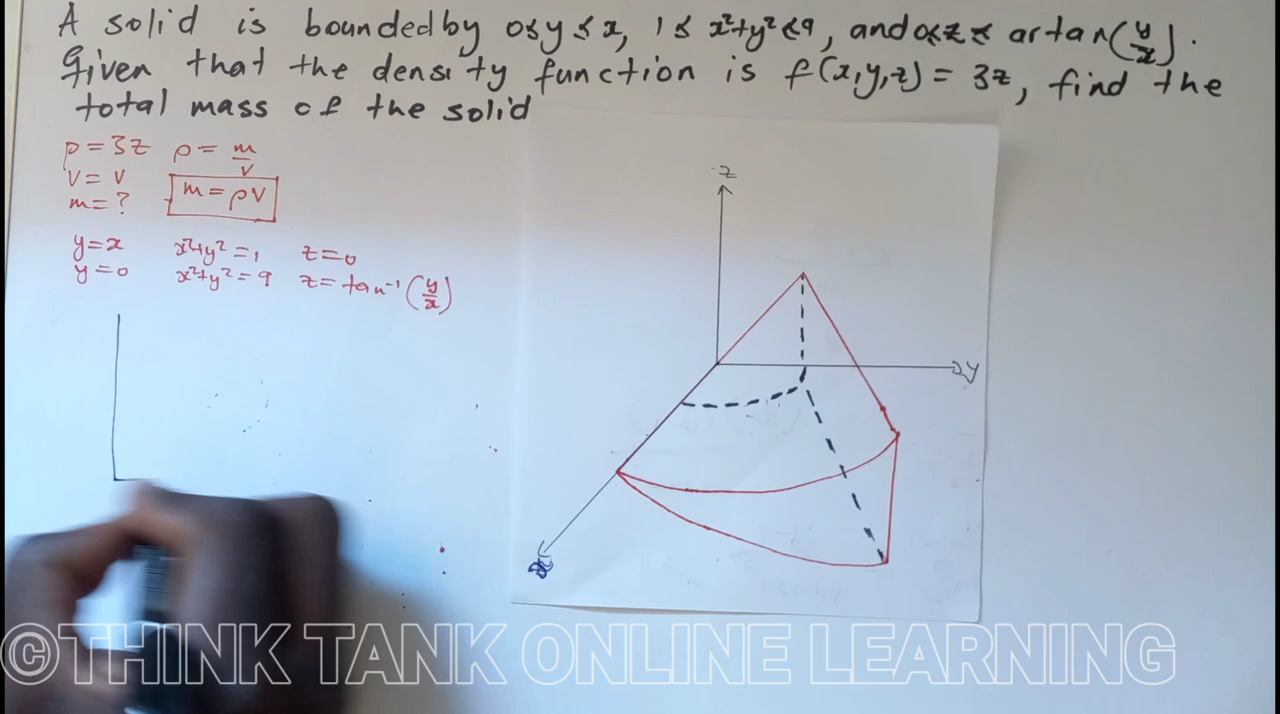 A solid is bounded by 0≤y≤x, 1≤ x²+y²≤9, and 0≤z≤ artan(y/x).
Given that the density function is f(x,y,z)= 3z, find the
total mass of the solid
ρ=3z ρ= m/v
V= V m= ρV
m=?
y=x x²+y²=1 z=0
y=0 x²+y²=9 z= tan⁻¹(y/x)
z
y
©THINK TANK ONLINE LEARNING